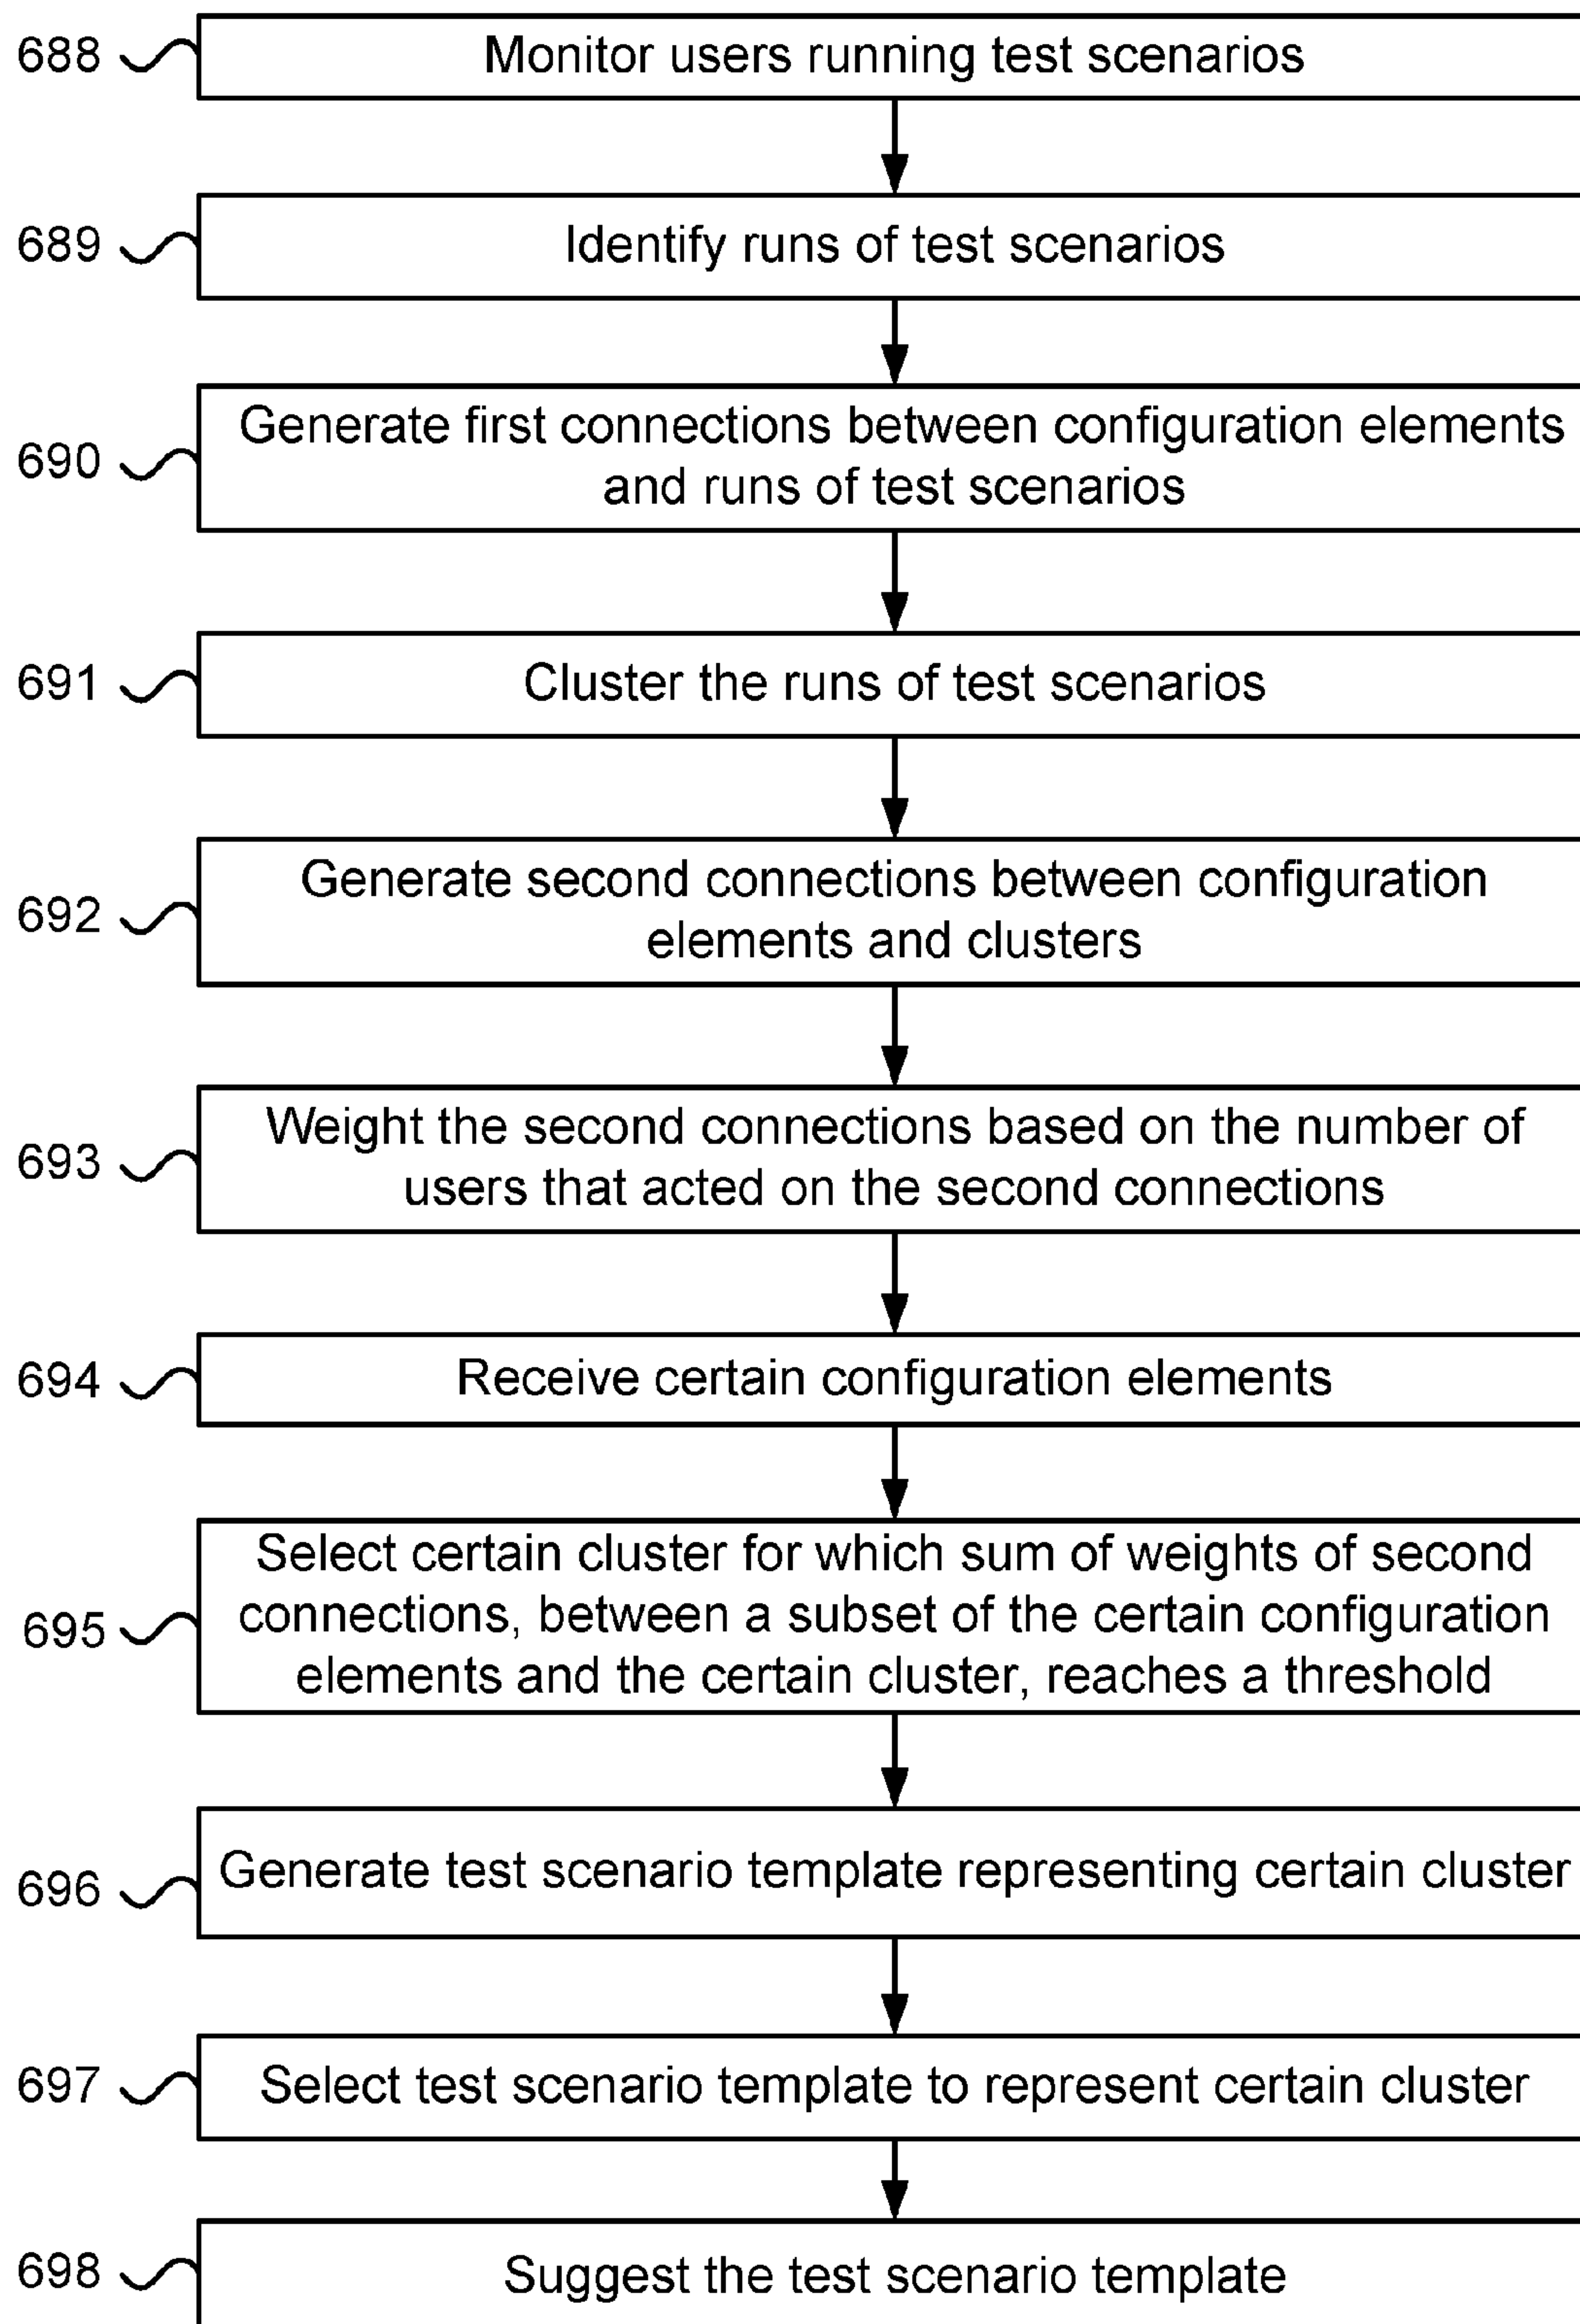 688 Monitor users running test scenarios
689 Identify runs of test scenarios
690 Generate first connections between configuration elements
and runs of test scenarios
691 Cluster the runs of test scenarios
692 Generate second connections between configuration
elements and clusters
693 Weight the second connections based on the number of
users that acted on the second connections
694 Receive certain configuration elements
695 Select certain cluster for which sum of weights of second
connections, between a subset of the certain configuration
elements and the certain cluster, reaches a threshold
696 Generate test scenario template representing certain cluster
697 Select test scenario template to represent certain cluster
698 Suggest the test scenario template